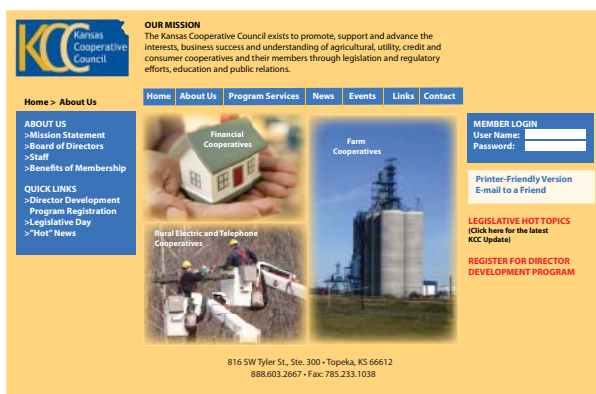 KCC
Kansas
Cooperative
Council
OUR MISSION
The Kansas Cooperative Council exists to promote, support and advance the
interests, business success and understanding of agricultural, utility, credit and
consumer cooperatives and their members through legislation and regulatory
efforts, education and public relations.
Home > About Us
Home About Us Program Services News Events Links Contact
ABOUT US
>Mission Statement
>Board of Directors
>Staff
>Benefits of Membership
QUICK LINKS
>Director Development
Program Registration
>Legislative Day
>"Hot" News
Financial
Cooperatives
Farm
Cooperatives
Rural Electric and Telephone
Cooperatives
MEMBER LOGIN
User Name:
Password:
Printer-Friendly Version
E-mail to a Friend
LEGISLATIVE HOT TOPICS
(Click here for the latest
KCC Update)
REGISTER FOR DIRECTOR
DEVELOPMENT PROGRAM
816 SW Tyler St., Ste. 300 • Topeka, KS 66612
888.603.2667 • Fax: 785.233.1038